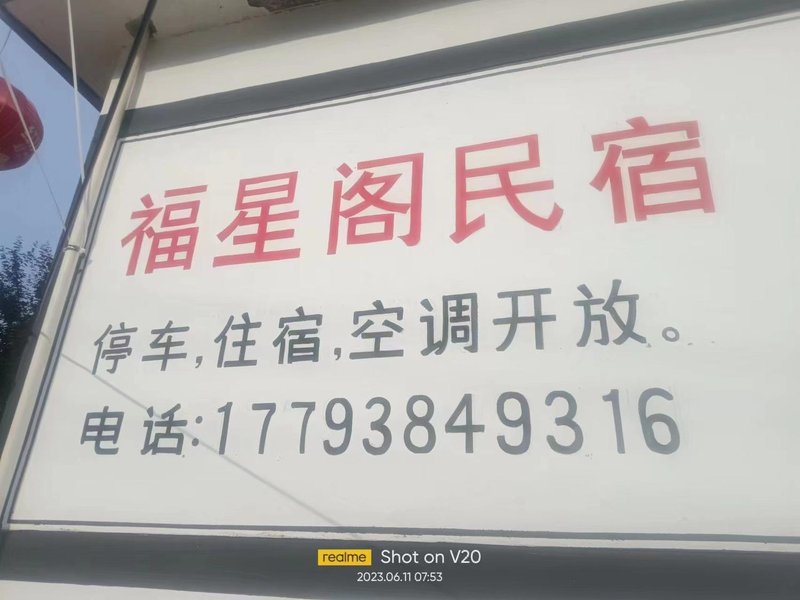 福星阁民宿
停车,住宿,空调开放。
电话:17793849316
realme Shot on V20
2023.06.11 07:53